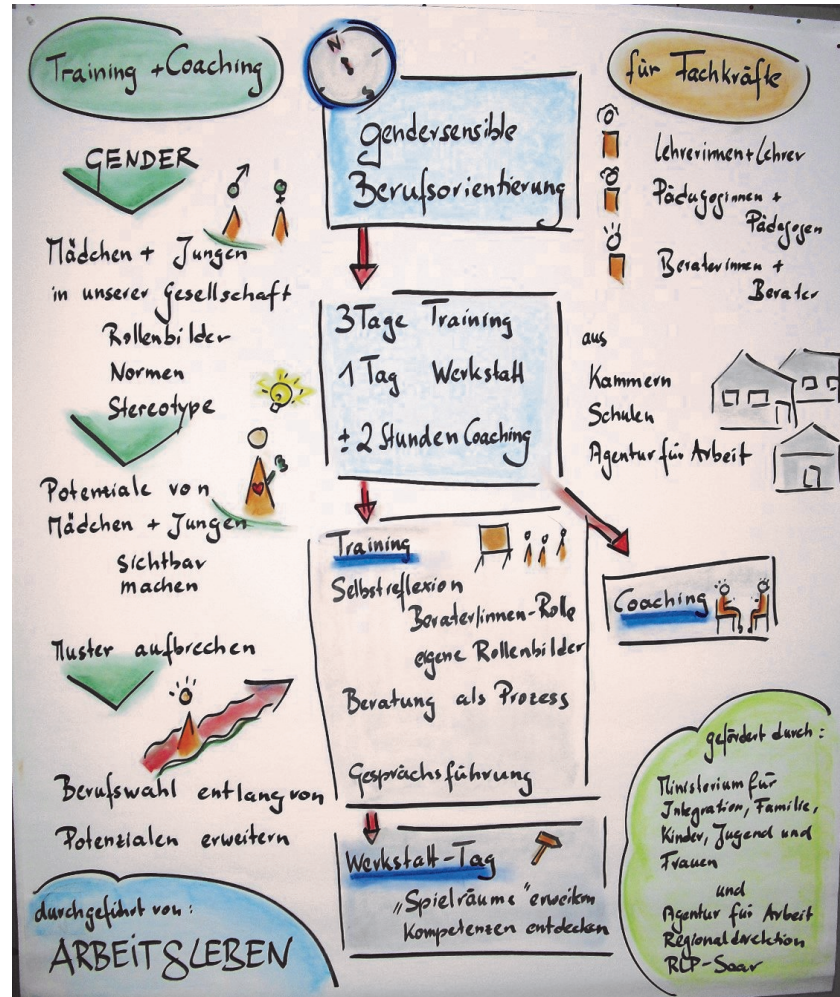 Training + Coaching
GENDER
Mädchen + Jungen
in unserer Gesellschaft
Rollenbilder
Normen
Stereotype
Potenziale von
Mädchen + Jungen
sichtbar
machen
Muster aufbrechen
Berufswahl entlang von
Potenzialen erweitern
durchgeführt von:
ARBEIT & LEBEN
N
S
gendersensible
Berufsorientierung
3 Tage Training
1 Tag Werkstatt
± 2 Stunden Coaching
Training
Selbstreflexion
Berater/innen-Rolle
eigene Rollenbilder
Beratung als Prozess
Gesprächsführung
Werkstatt-Tag
„Spielräume" erweitern
Kompetenzen entdecken
für Fachkräfte
Lehrerinnen + Lehrer
Pädagoginnen +
Pädagogen
Beraterinnen +
Berater
aus
Kammern
Schulen
Agentur für Arbeit
Coaching
gefördert durch:
Ministerium für
Integration, Familie,
Kinder, Jugend und
Frauen
und
Agentur für Arbeit
Regionaldirektion
RLP-Saar